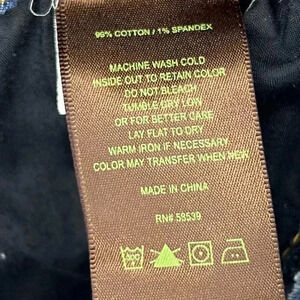 99% COTTON / 1% SPANDEX
MACHINE WASH COLD
INSIDE OUT TO RETAIN COLOR
DO NOT BLEACH
TUMBLE DRY LOW
OR FOR BETTER CARE
LAY FLAT TO DRY
WARM IRON IF NECESSARY
COLOR MAY TRANSFER WHEN NEW
MADE IN CHINA
RN# 58539